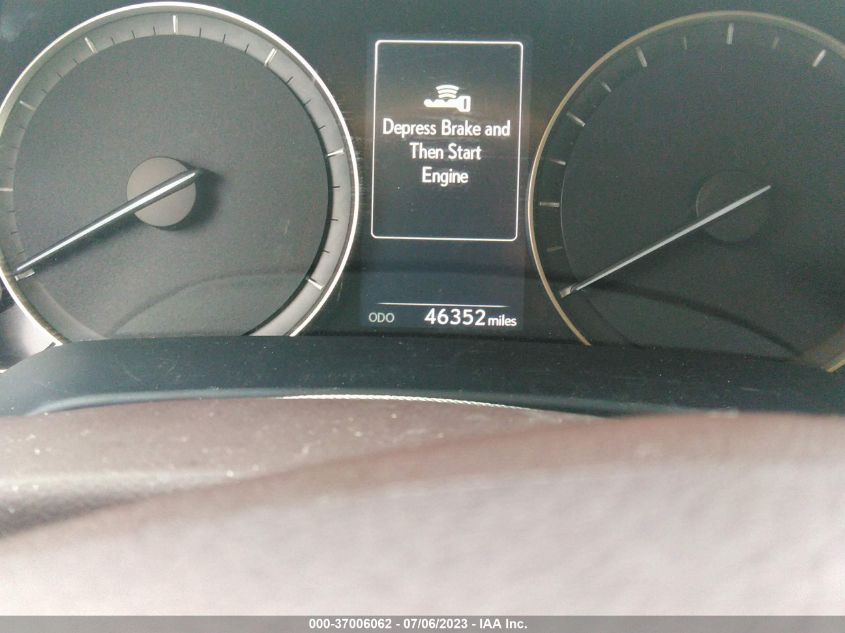 Depress Brake and
Then Start
Engine
ODO 46352 miles
000-37006062 - 07/06/2023 - IAA Inc.